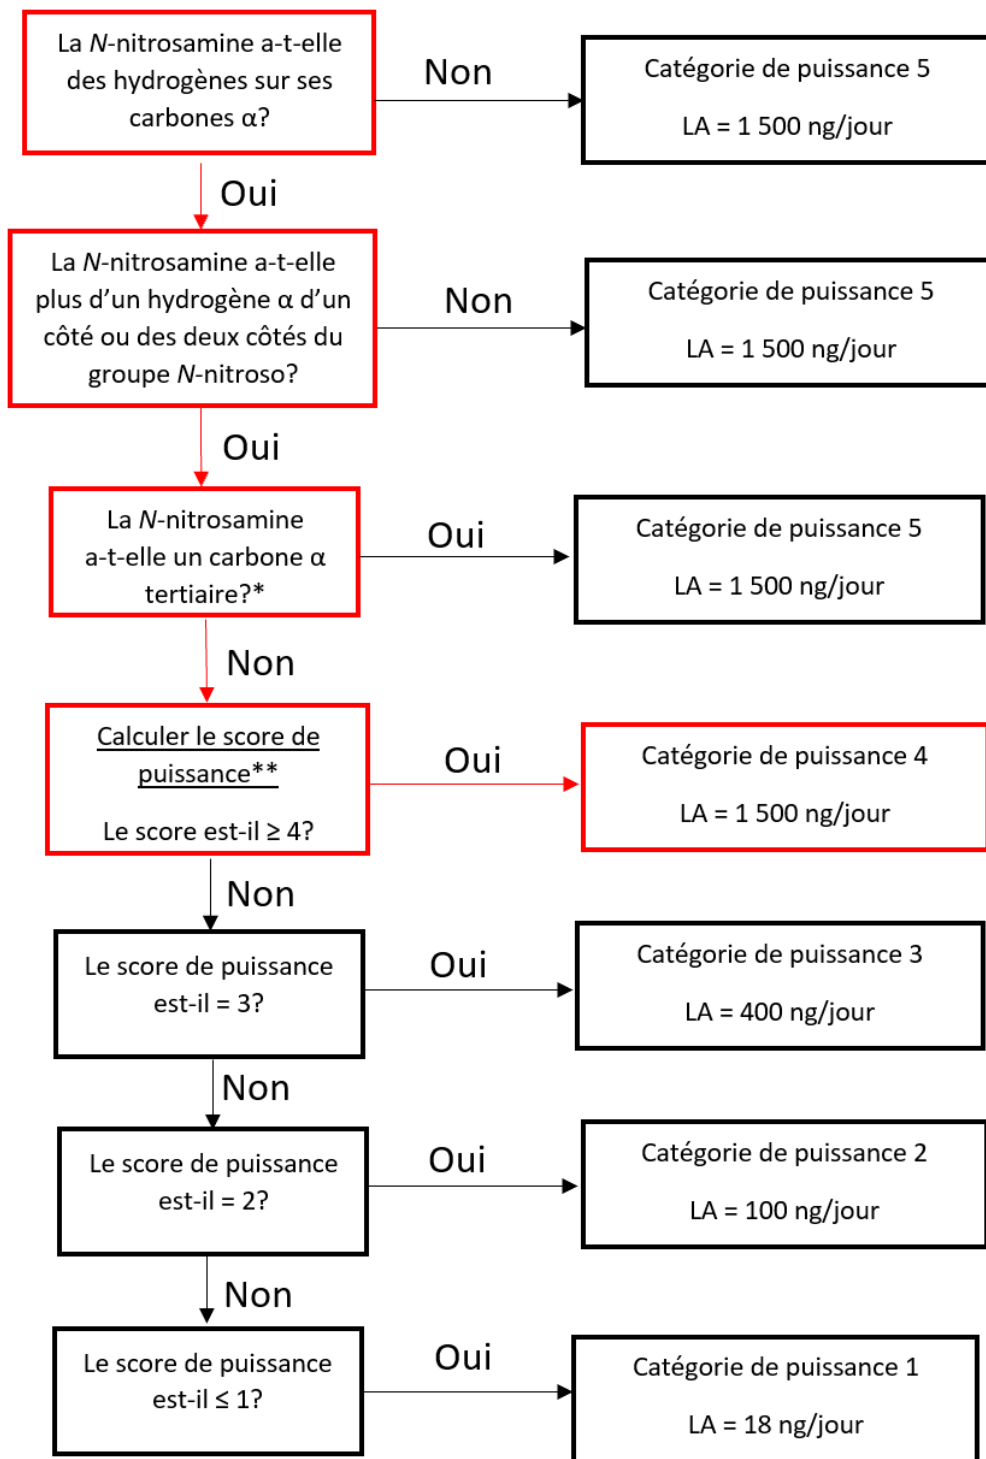 La N-nitrosamine a-t-elle
des hydrogènes sur ses
carbones α?
Non
Catégorie de puissance 5
LA = 1 500 ng/jour
Oui
La N-nitrosamine a-t-elle
plus d’un hydrogène α d’un
côté ou des deux côtés du
groupe N-nitroso?
Non
Catégorie de puissance 5
LA = 1 500 ng/jour
Oui
La N-nitrosamine
a-t-elle un carbone α
tertiaire?*
Oui
Catégorie de puissance 5
LA = 1 500 ng/jour
Non
Calculer le score de
puissance**
Le score est-il ≥ 4?
Oui
Catégorie de puissance 4
LA = 1 500 ng/jour
Non
Le score de puissance
est-il = 3?
Oui
Catégorie de puissance 3
LA = 400 ng/jour
Non
Le score de puissance
est-il = 2?
Oui
Catégorie de puissance 2
LA = 100 ng/jour
Non
Le score de puissance
est-il ≤ 1?
Oui
Catégorie de puissance 1
LA = 18 ng/jour